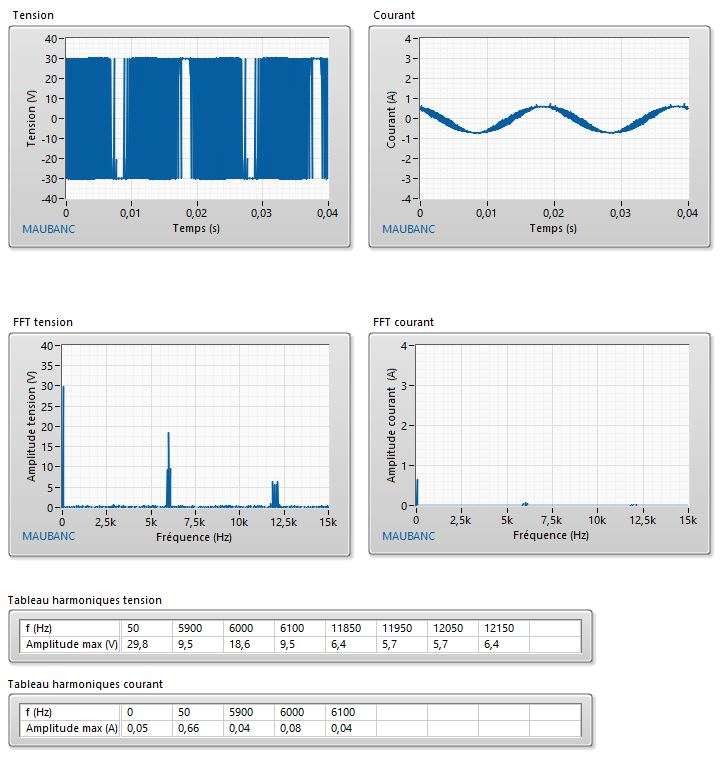 Tension
Courant
40
30
20
10
0
-10
-20
-30
-40
Tension (V)
0
0,01
0,02
0,03
0,04
Temps (s)
MAUBANC
4
3
2
1
0
-1
-2
-3
-4
Courant (A)
0
0,01
0,02
0,03
0,04
Temps (s)
MAUBANC
FFT tension
FFT courant
40
35
30
25
20
15
10
5
0
Amplitude tension (V)
0
2,5k
5k
7,5k
10k
12,5k
15k
Fréquence (Hz)
MAUBANC
4
3
2
1
0
Amplitude courant (A)
0
2,5k
5k
7,5k
10k
12,5k
15k
Fréquence (Hz)
MAUBANC
Tableau harmoniques tension
f (Hz) 50 5900 6000 6100 11850 11950 12050 12150
Amplitude max (V) 29,8 9,5 18,6 9,5 6,4 5,7 5,7 6,4
Tableau harmoniques courant
f (Hz) 0 50 5900 6000 6100
Amplitude max (A) 0,05 0,66 0,04 0,08 0,04